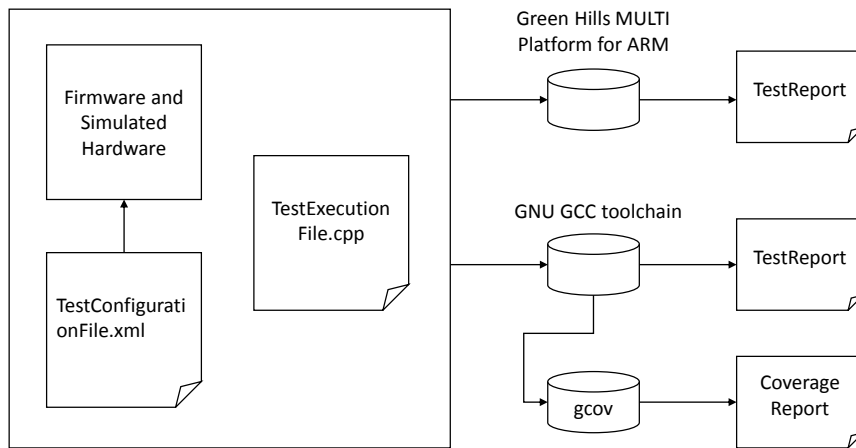 Green Hills MULTI
Platform for ARM
Firmware and
Simulated
Hardware
TestReport
TestExecution
File.cpp
GNU GCC toolchain
TestReport
TestConfigurati
onFile.xml
gcov
Coverage
Report